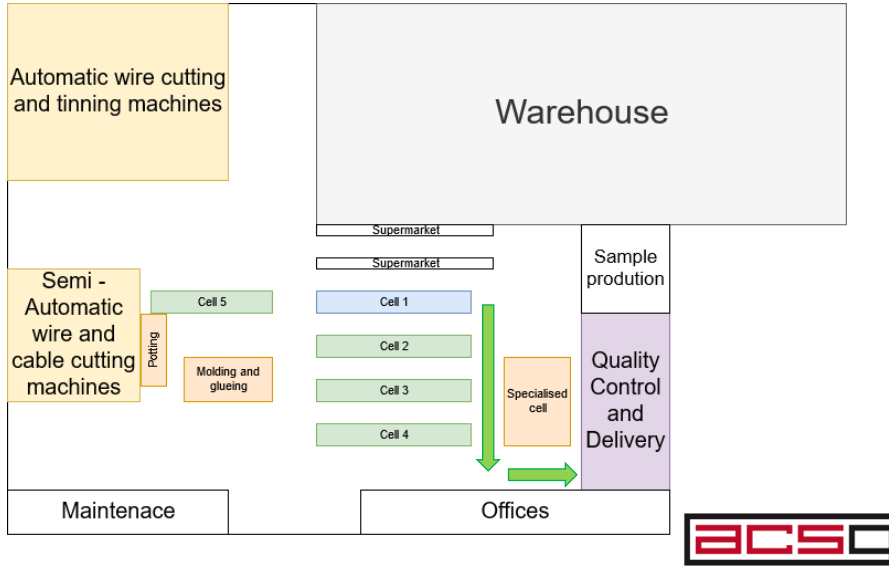 Automatic wire cutting
and tinning machines
Warehouse
Supermarket
Supermarket
Sample
prodution
Semi -
Automatic
wire and
cable cutting
machines
Cell 5
Cell 1
Potting
Cell 2
Molding and
glueing
Cell 3
Specialised
cell
Quality
Control
and
Delivery
Cell 4
Maintenace
Offices
acsc